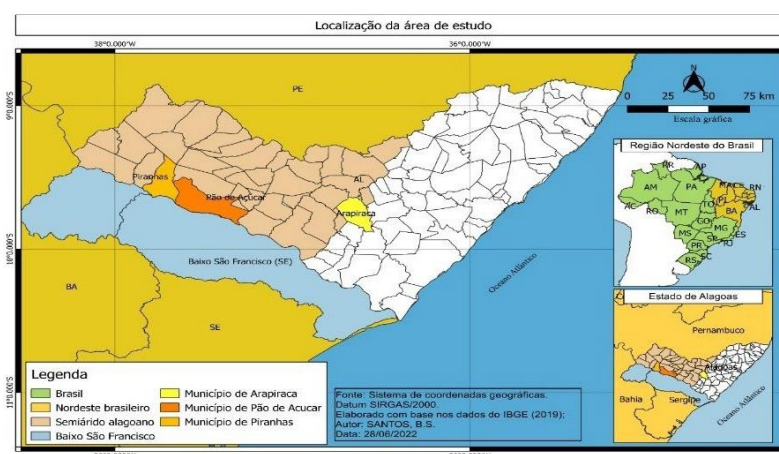 Localização da área de estudo
38°0.000'W
36°0.000'W
9°0.000'S
10°0.000'S
11°0.000'S
PE
AL
Piranhas
Pão de Açúcar
Arapiraca
Baixo São Francisco (SE)
BA
SE
Oceano Atlântico
N
0 25 50 75 km
Escala gráfica
Região Nordeste do Brasil
RR
AP
AM
PA
MA
CE
RN
PI
AL
AC
RO
TO
BA
MT
GO
MG
MS
ES
SP
RJ
PR
SC
RS
Estado de Alagoas
Pernambuco
Alagoas
Bahia
Sergipe
Oceano Atlântico
Legenda
Brasil
Nordeste brasileiro
Semiárido alagoano
Baixo São Francisco
Município de Arapiraca
Município de Pão de Acucar
Município de Piranhas
Fonte: Sistema de coordenadas geográficas.
Datum SIRGAS/2000.
Elaborado com base nos dados do IBGE (2019);
Autor: SANTOS, B.S.
Data: 28/06/2022